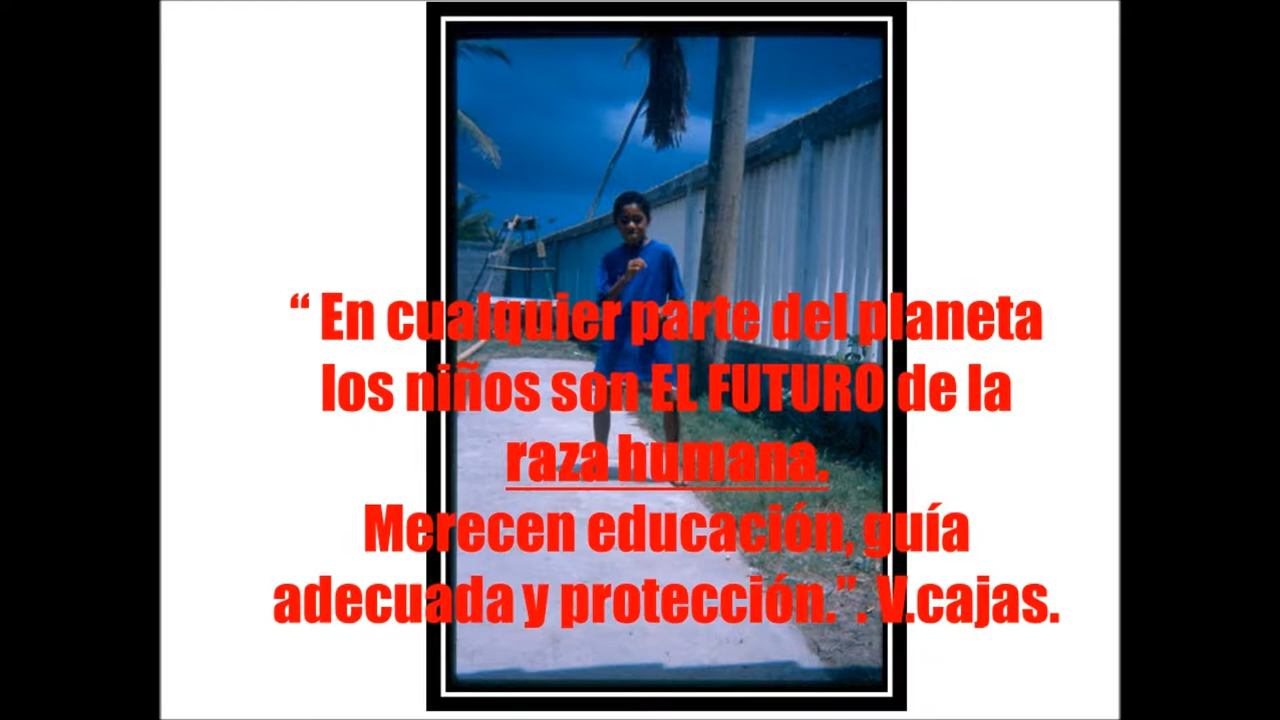 “ En cualquier parte del planeta
los niños son EL FUTURO de la
raza humana.
Merecen educación, guía
adecuada y protección.”. V.cajas.